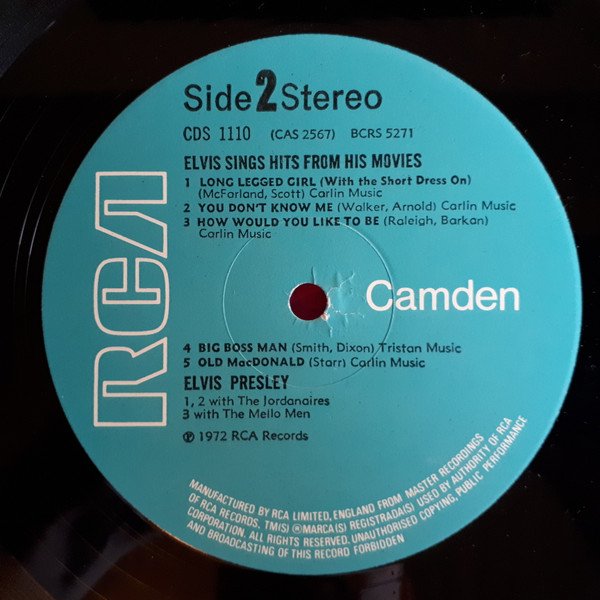 Side 2 Stereo
CDS 1110 (CAS 2567) BCRS 5271
ELVIS SINGS HITS FROM HIS MOVIES
1 LONG LEGGED GIRL (With the Short Dress On)
(McFarland, Scott) Carlin Music
2 YOU DON'T KNOW ME (Walker, Arnold) Carlin Music
3 HOW WOULD YOU LIKE TO BE (Raleigh, Barkan)
Carlin Music
RCA
Camden
4 BIG BOSS MAN (Smith, Dixon) Tristan Music
5 OLD MacDONALD (Starr) Carlin Music
ELVIS PRESLEY
1, 2 with The Jordanaires
3 with The Mello Men
℗ 1972 RCA Records
MANUFACTURED BY RCA LIMITED, ENGLAND FROM MASTER RECORDINGS
OF RCA RECORDS. TM(S) ® MARCA(S) REGISTRADA(S) USED BY AUTHORITY OF RCA
CORPORATION. ALL RIGHTS RESERVED. UNAUTHORISED COPYING, PUBLIC PERFORMANCE
AND BROADCASTING OF THIS RECORD FORBIDDEN